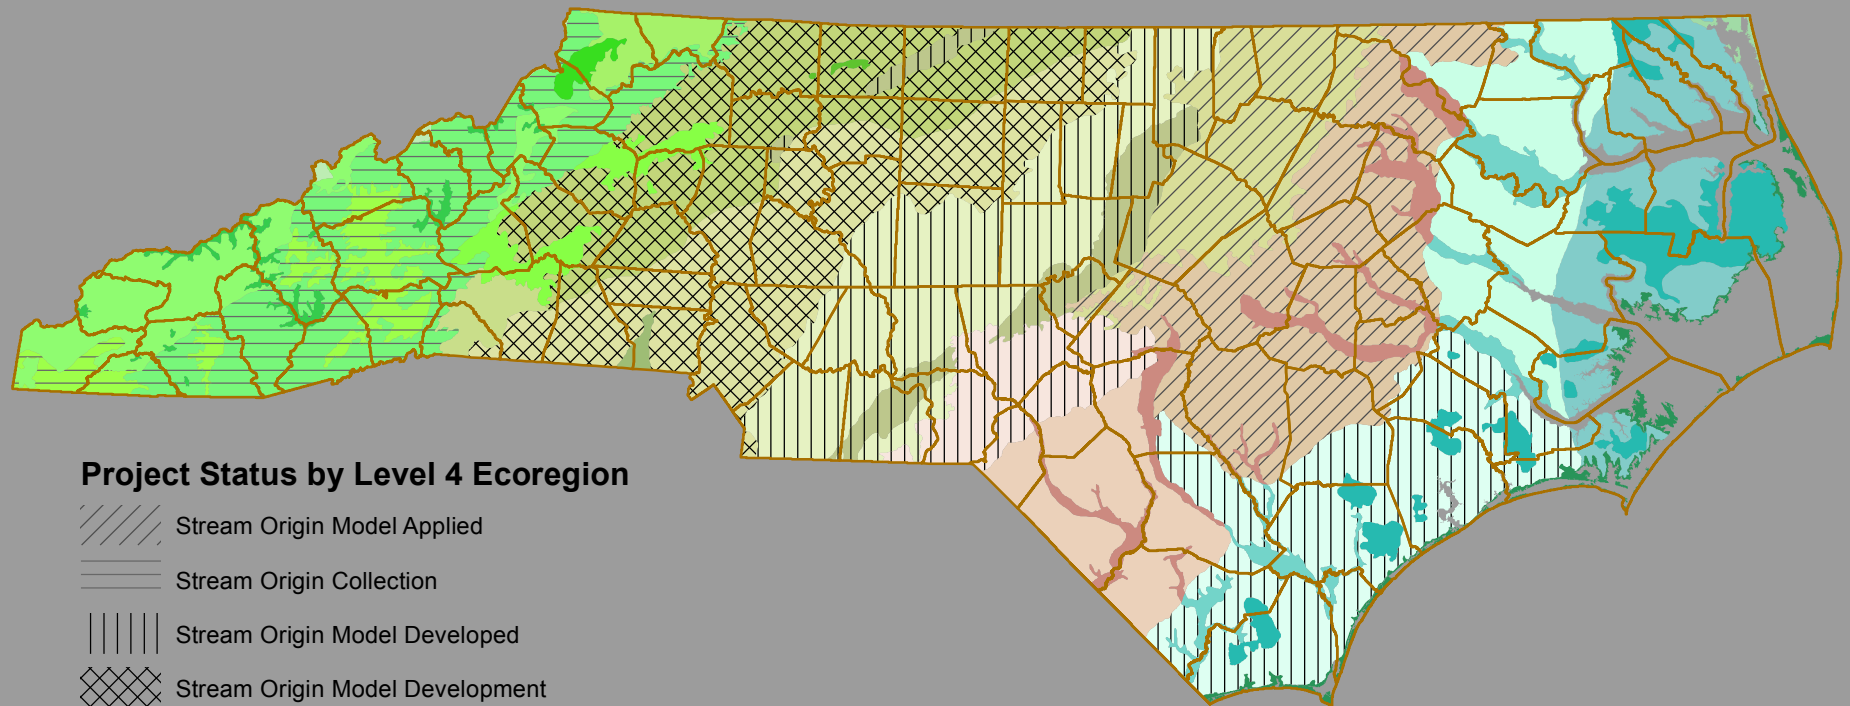 Project Status by Level 4 Ecoregion
Stream Origin Model Applied
Stream Origin Collection
Stream Origin Model Developed
Stream Origin Model Development